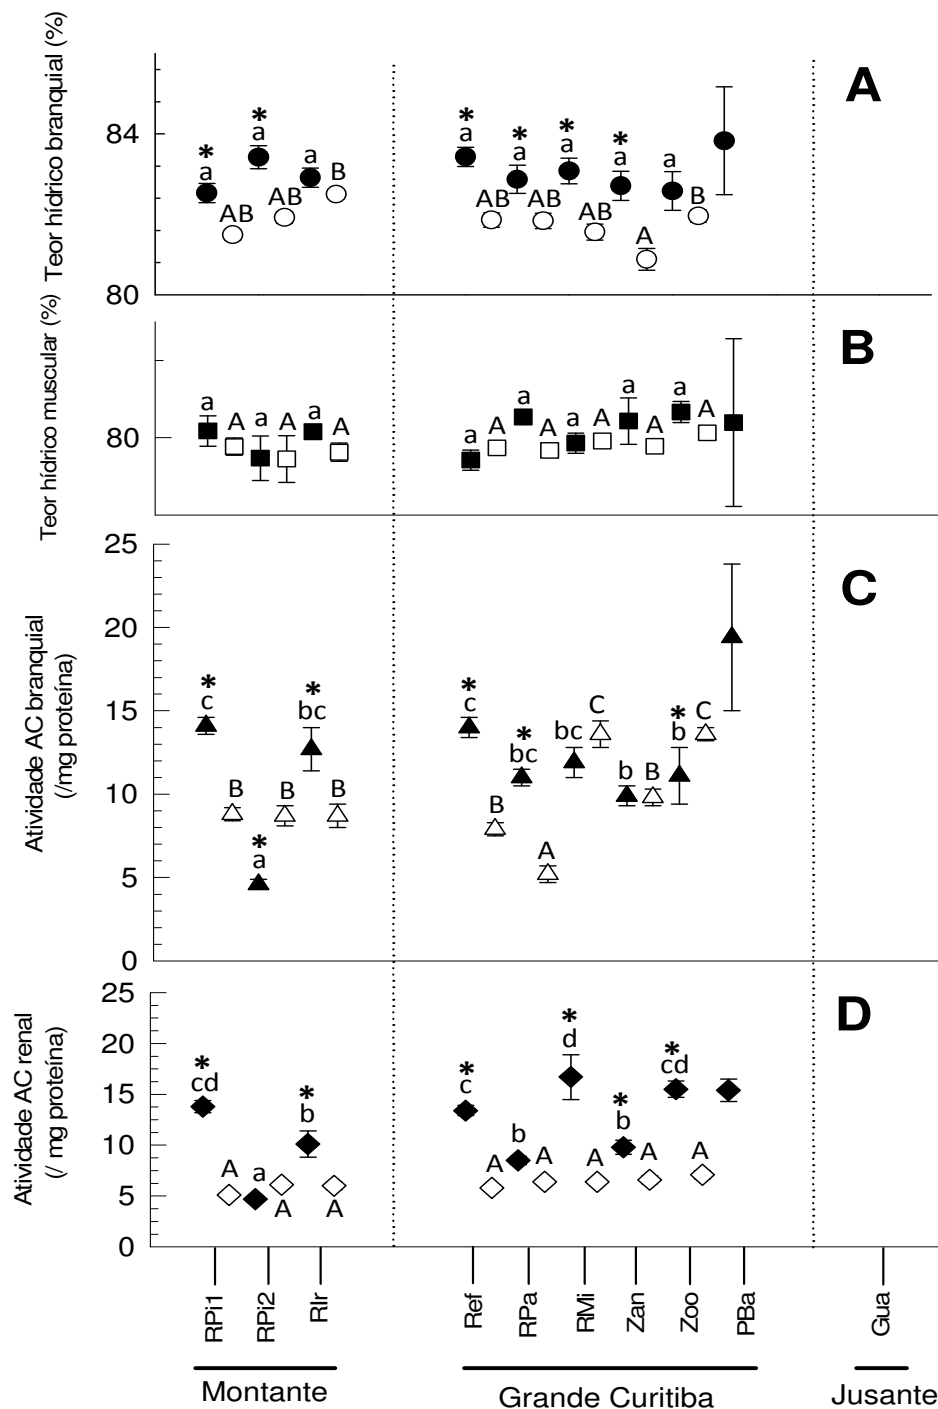 Teor hídrico branquial (%)
A
84
80
* * a a a B
AB AB
* * * * a a a a a
AB AB AB A B
Teor hídrico muscular (%)
B
80
a A a A a A
a A a A a A a A a A
Atividade AC branquial
(/mg proteína)
C
25
20
15
10
5
0
* c B * a B * bc B
* c B * bc A bc C b B * b C
Atividade AC renal
(/ mg proteína)
D
25
20
15
10
5
0
* cd A a A * b A
* c A b A * d A * b A * cd A
RPi1 RPi2 RIr Ref RPa RMi Zan Zoo PBa Gua
Montante Grande Curitiba Jusante